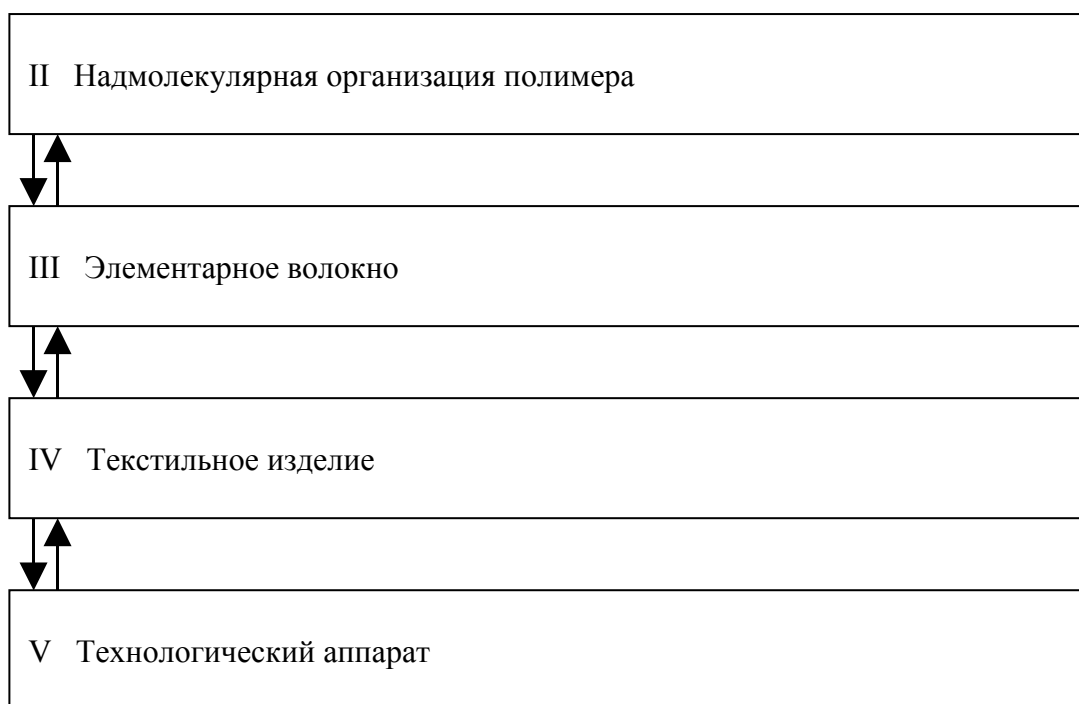 II Надмолекулярная организация полимера
III Элементарное волокно
IV Текстильное изделие
V Технологический аппарат